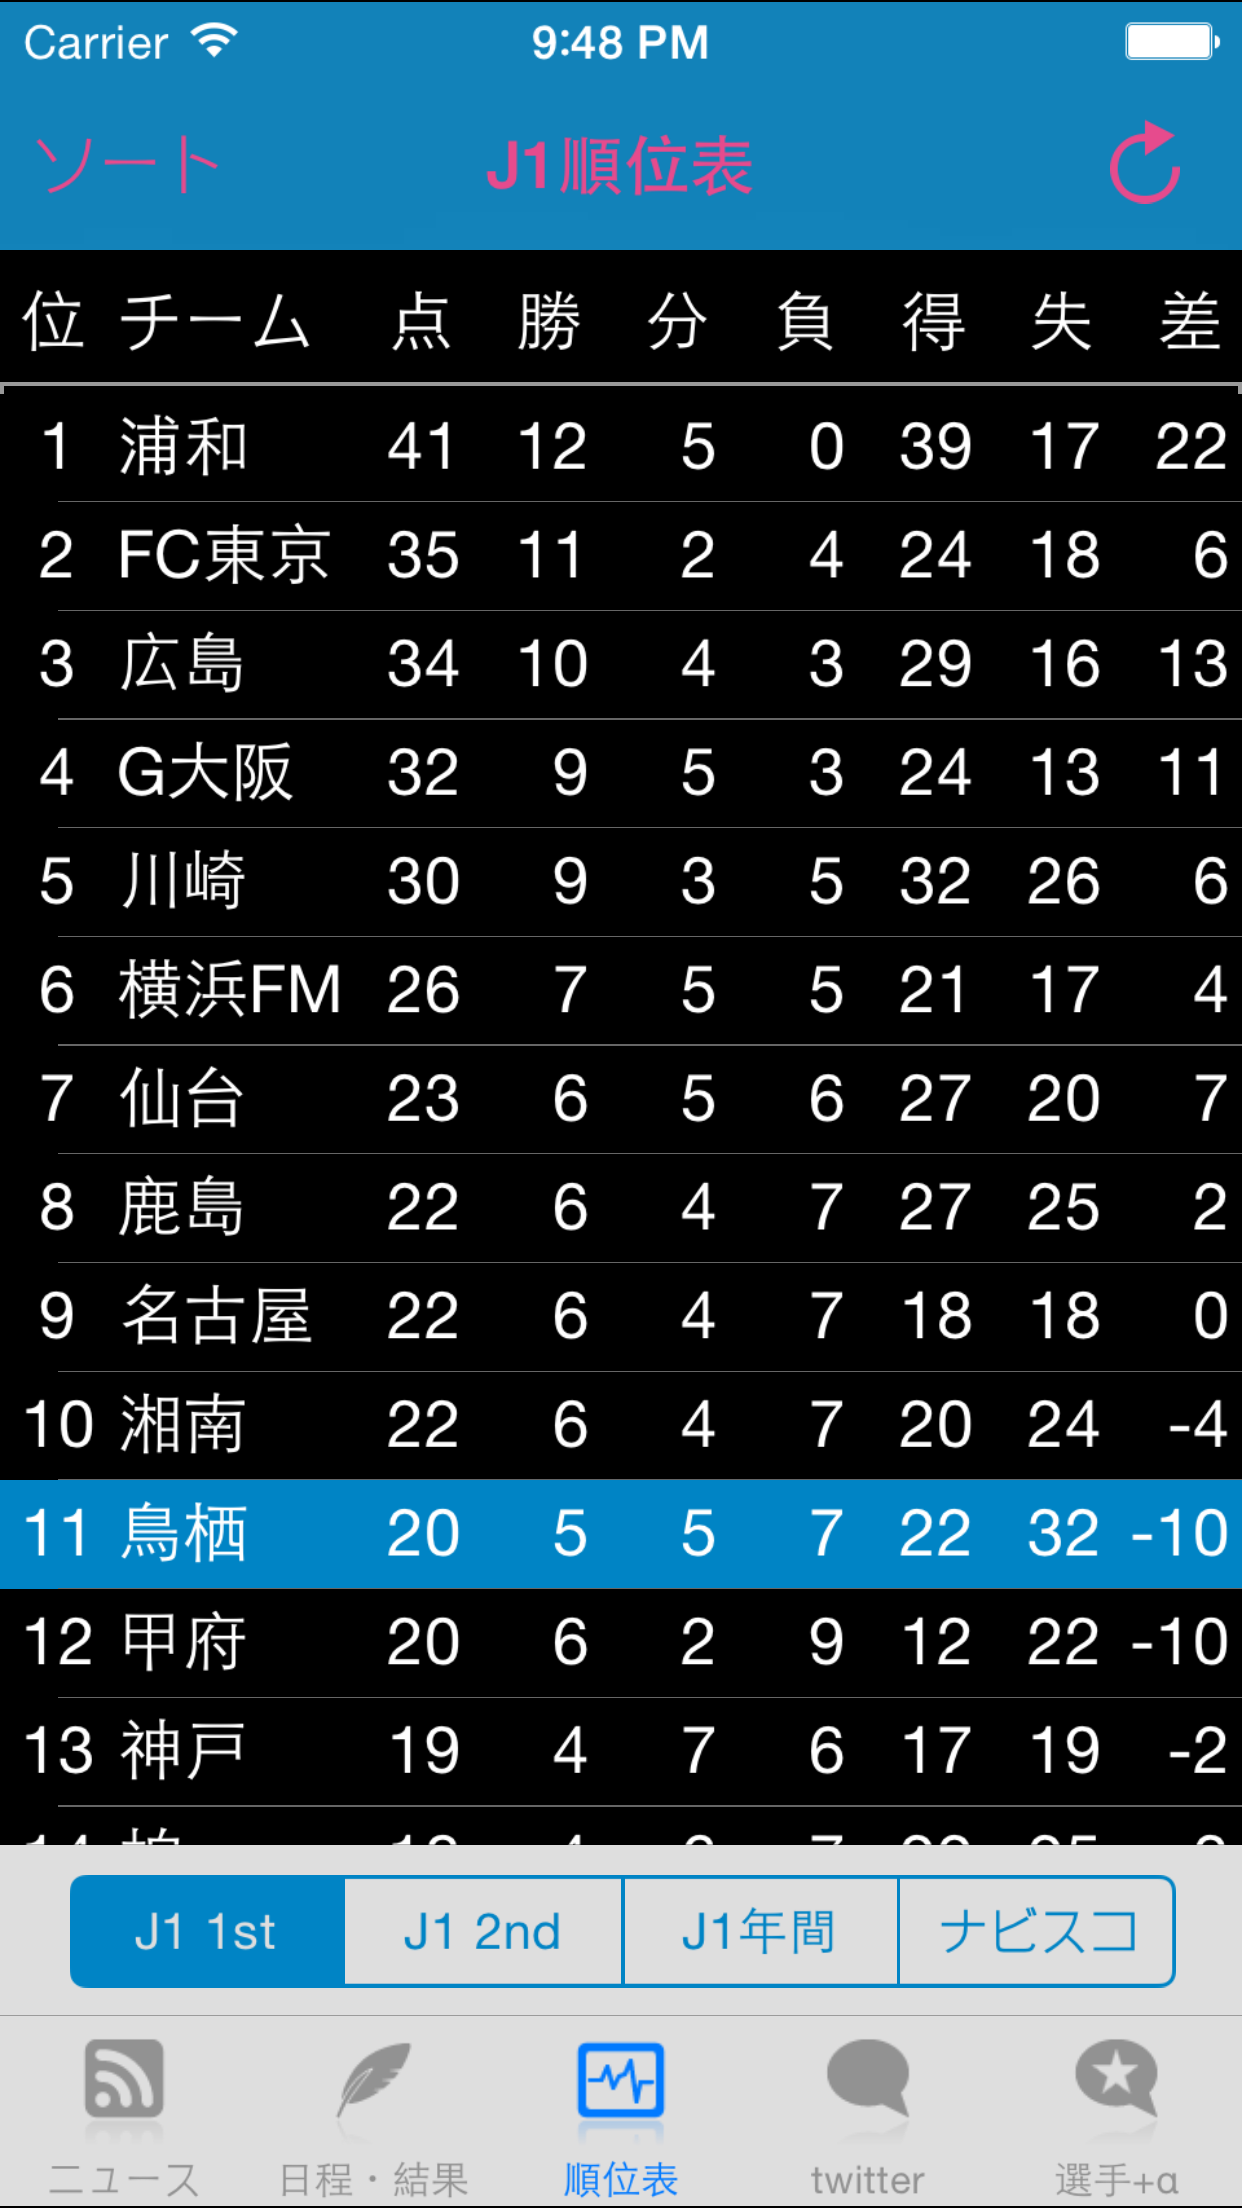 Carrier 9:48 PM
ソート J1順位表
位 チーム 点 勝 分 負 得 失 差
1 浦和 41 12 5 0 39 17 22
2 FC東京 35 11 2 4 24 18 6
3 広島 34 10 4 3 29 16 13
4 G大阪 32 9 5 3 24 13 11
5 川崎 30 9 3 5 32 26 6
6 横浜FM 26 7 5 5 21 17 4
7 仙台 23 6 5 6 27 20 7
8 鹿島 22 6 4 7 27 25 2
9 名古屋 22 6 4 7 18 18 0
10 湘南 22 6 4 7 20 24 -4
11 鳥栖 20 5 5 7 22 32 -10
12 甲府 20 6 2 9 12 22 -10
13 神戸 19 4 7 6 17 19 -2
J1 1st J1 2nd J1年間 ナビスコ
ニュース 日程・結果 順位表 twitter 選手+α